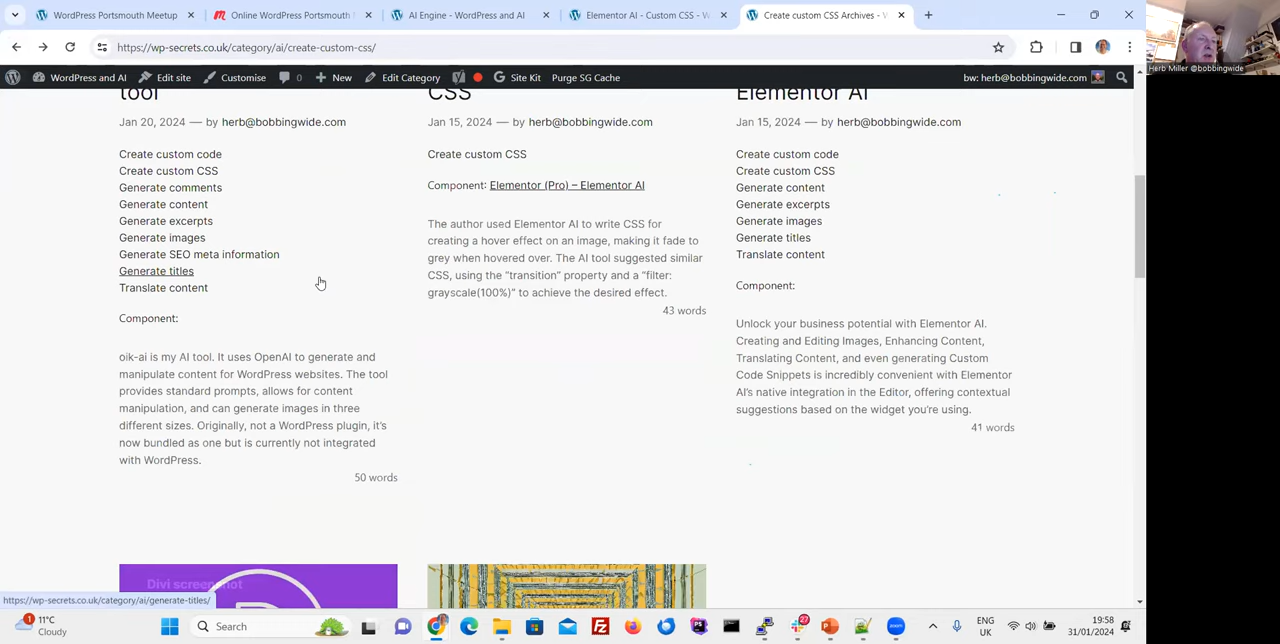 WordPress Portsmouth Meetup
Online WordPress Portsmouth
AI Engine - WordPress and AI
Elementor AI - Custom CSS - W
Create custom CSS Archives -
https://wp-secrets.co.uk/category/ai/create-custom-css/
WordPress and AI
Edit site
Customise
0
New
Edit Category
Site Kit
Purge SG Cache
bw: herb@bobbingwide.com
Herb Miller @bobbingwide
tool
Jan 20, 2024 — by herb@bobbingwide.com
Create custom code
Create custom CSS
Generate comments
Generate content
Generate excerpts
Generate images
Generate SEO meta information
Generate titles
Translate content
Component:
oik-ai is my AI tool. It uses OpenAI to generate and
manipulate content for WordPress websites. The tool
provides standard prompts, allows for content
manipulation, and can generate images in three
different sizes. Originally, not a WordPress plugin, it's
now bundled as one but is currently not integrated
with WordPress.
50 words
CSS
Jan 15, 2024 — by herb@bobbingwide.com
Create custom CSS
Component: Elementor (Pro) – Elementor AI
The author used Elementor AI to write CSS for
creating a hover effect on an image, making it fade to
grey when hovered over. The AI tool suggested similar
CSS, using the "transition" property and a "filter:
grayscale(100%)" to achieve the desired effect.
43 words
Elementor AI
Jan 15, 2024 — by herb@bobbingwide.com
Create custom code
Create custom CSS
Generate content
Generate excerpts
Generate images
Generate titles
Translate content
Component:
Unlock your business potential with Elementor AI.
Creating and Editing Images, Enhancing Content,
Translating Content, and even generating Custom
Code Snippets is incredibly convenient with Elementor
AI's native integration in the Editor, offering contextual
suggestions based on the widget you're using.
41 words
Divi screenshot
https://wp-secrets.co.uk/category/ai/generate-titles/
1
11°C
Cloudy
Search
27
ENG
UK
19:58
31/01/2024